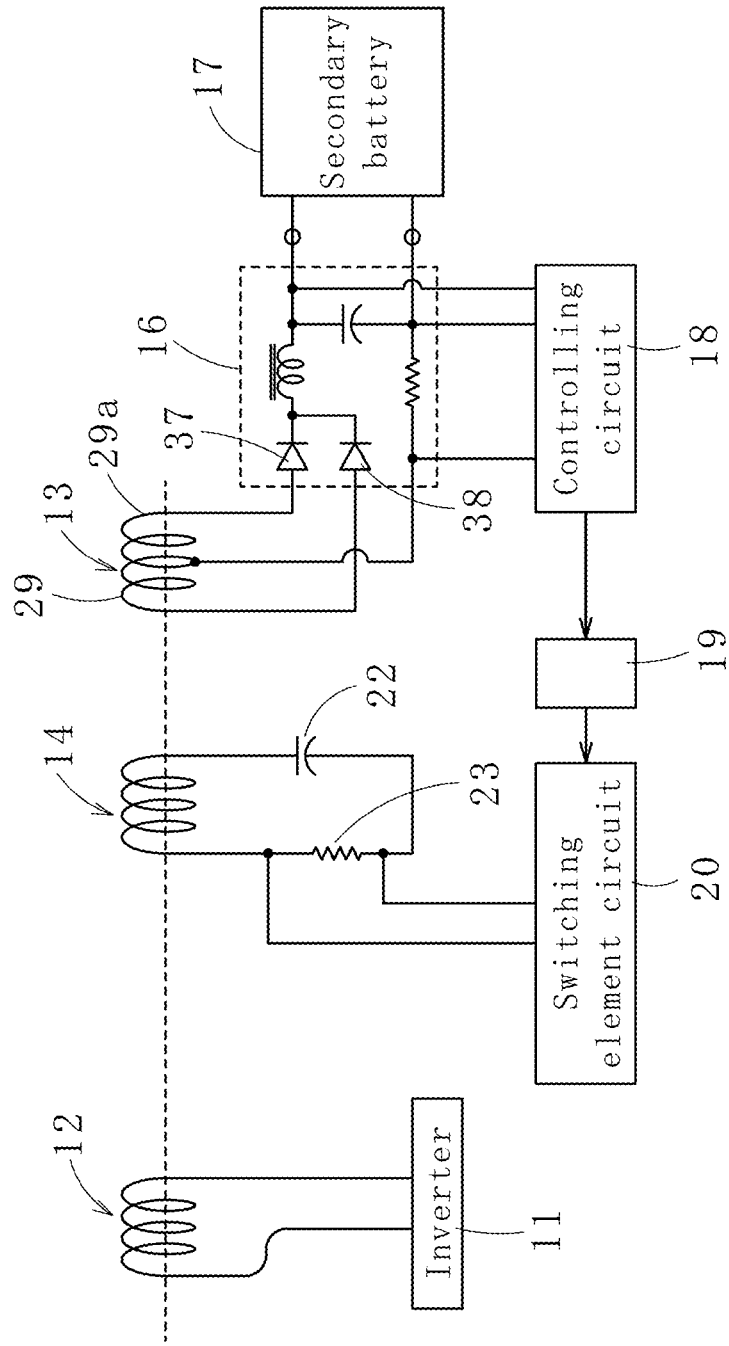 12
14
13
29
29a
37
16
17
Secondary
battery
22
23
38
Inverter
11
Switching
element circuit
20
19
Controlling
circuit
18